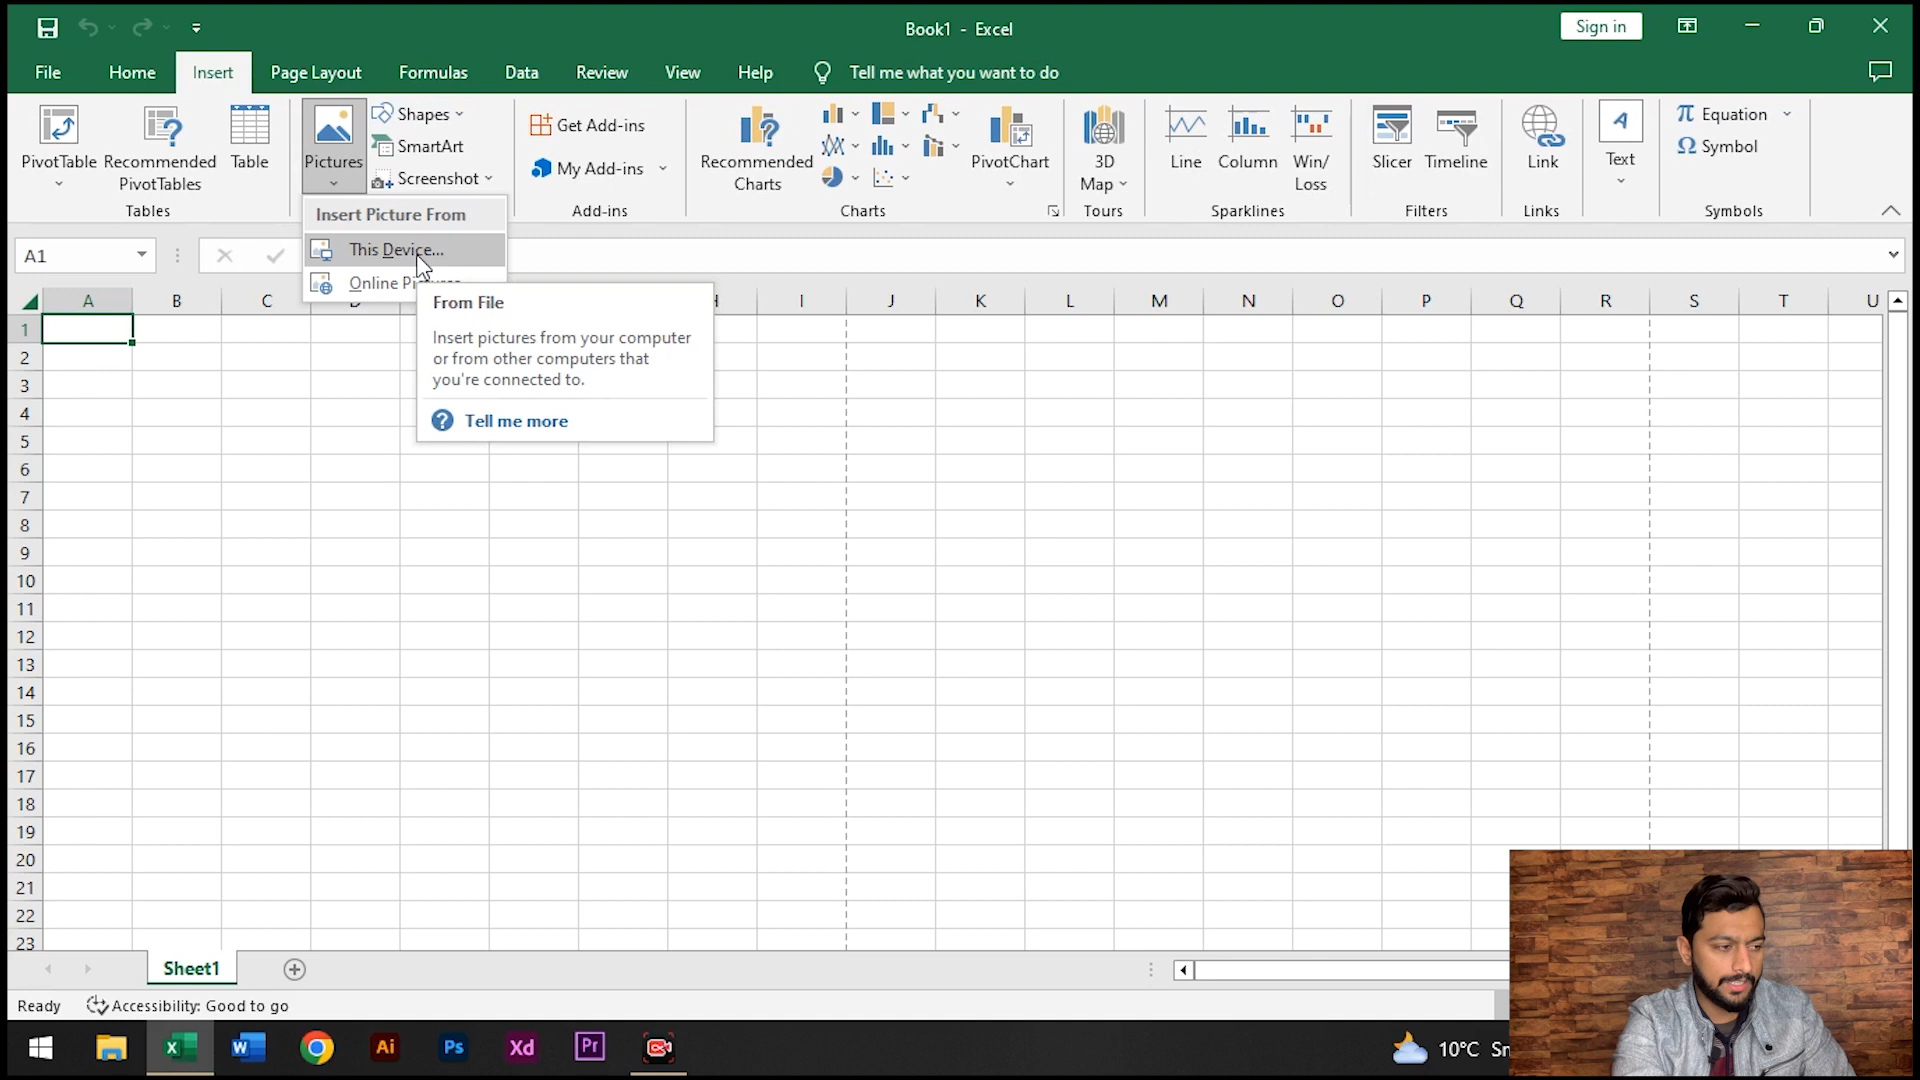 Book1 - Excel
Sign in
File Home Insert Page Layout Formulas Data Review View Help Tell me what you want to do
PivotTable
Recommended
PivotTables
Table
Tables
Pictures
Shapes
SmartArt
Screenshot
Get Add-ins
My Add-ins
Add-ins
Recommended
Charts
PivotChart
Charts
3D
Map
Tours
Line
Column
Win/
Loss
Sparklines
Slicer
Timeline
Filters
Link
Links
Text
Equation
Symbol
Symbols
Insert Picture From
This Device...
Online
A1
From File
Insert pictures from your computer
or from other computers that
you're connected to.
Tell me more
A B C H I J K L M N O P Q R S T U
1
2
3
4
5
6
7
8
9
10
11
12
13
14
15
16
17
18
19
20
21
22
23
Sheet1
Ready Accessibility: Good to go
W Ai Ps Xd Pr
10°C